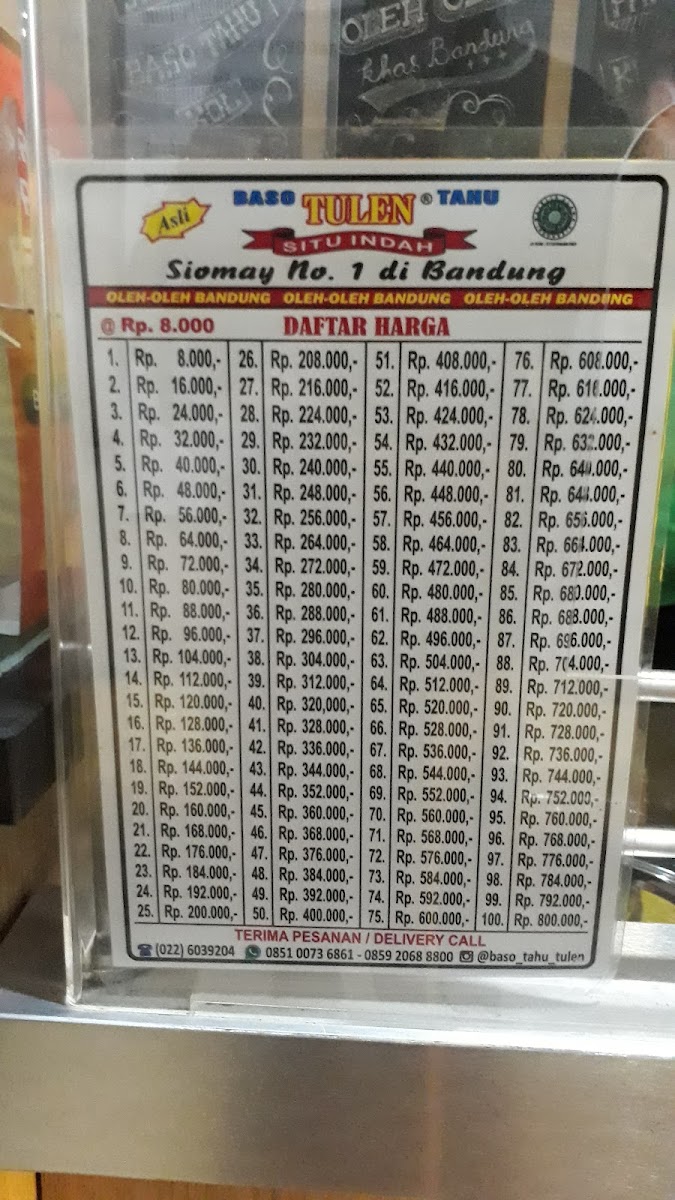 BASO TAHU
OLEH
khas Bandung
Asli
BASO TULEN ® TAHU
SITU INDAH
Siomay No. 1 di Bandung
OLEH-OLEH BANDUNG OLEH-OLEH BANDUNG OLEH-OLEH BANDUNG
@ Rp. 8.000 DAFTAR HARGA
1. Rp. 8.000,- 26. Rp. 208.000,- 51. Rp. 408.000,- 76. Rp. 608.000,-
2. Rp. 16.000,- 27. Rp. 216.000,- 52. Rp. 416.000,- 77. Rp. 616.000,-
3. Rp. 24.000,- 28. Rp. 224.000,- 53. Rp. 424.000,- 78. Rp. 624.000,-
4. Rp. 32.000,- 29. Rp. 232.000,- 54. Rp. 432.000,- 79. Rp. 632.000,-
5. Rp. 40.000,- 30. Rp. 240.000,- 55. Rp. 440.000,- 80. Rp. 640.000,-
6. Rp. 48.000,- 31. Rp. 248.000,- 56. Rp. 448.000,- 81. Rp. 648.000,-
7. Rp. 56.000,- 32. Rp. 256.000,- 57. Rp. 456.000,- 82. Rp. 656.000,-
8. Rp. 64.000,- 33. Rp. 264.000,- 58. Rp. 464.000,- 83. Rp. 664.000,-
9. Rp. 72.000,- 34. Rp. 272.000,- 59. Rp. 472.000,- 84. Rp. 672.000,-
10. Rp. 80.000,- 35. Rp. 280.000,- 60. Rp. 480.000,- 85. Rp. 680.000,-
11. Rp. 88.000,- 36. Rp. 288.000,- 61. Rp. 488.000,- 86. Rp. 688.000,-
12. Rp. 96.000,- 37. Rp. 296.000,- 62. Rp. 496.000,- 87. Rp. 696.000,-
13. Rp. 104.000,- 38. Rp. 304.000,- 63. Rp. 504.000,- 88. Rp. 704.000,-
14. Rp. 112.000,- 39. Rp. 312.000,- 64. Rp. 512.000,- 89. Rp. 712.000,-
15. Rp. 120.000,- 40. Rp. 320,000,- 65. Rp. 520.000,- 90. Rp. 720.000,-
16. Rp. 128.000,- 41. Rp. 328.000,- 66. Rp. 528.000,- 91. Rp. 728.000,-
17. Rp. 136.000,- 42. Rp. 336.000,- 67. Rp. 536.000,- 92. Rp. 736.000,-
18. Rp. 144.000,- 43. Rp. 344.000,- 68. Rp. 544.000,- 93. Rp. 744.000,-
19. Rp. 152.000,- 44. Rp. 352.000,- 69. Rp. 552.000,- 94. Rp. 752.000,-
20. Rp. 160.000,- 45. Rp. 360.000,- 70. Rp. 560.000,- 95. Rp. 760.000,-
21. Rp. 168.000,- 46. Rp. 368.000,- 71. Rp. 568.000,- 96. Rp. 768.000,-
22. Rp. 176.000,- 47. Rp. 376.000,- 72. Rp. 576.000,- 97. Rp. 776.000,-
23. Rp. 184.000,- 48. Rp. 384.000,- 73. Rp. 584.000,- 98. Rp. 784.000,-
24. Rp. 192.000,- 49. Rp. 392.000,- 74. Rp. 592.000,- 99. Rp. 792.000,-
25. Rp. 200.000,- 50. Rp. 400.000,- 75. Rp. 600.000,- 100. Rp. 800.000,-
TERIMA PESANAN / DELIVERY CALL
(022) 6039204 0851 0073 6861 - 0859 2068 8800 @baso_tahu_tulen